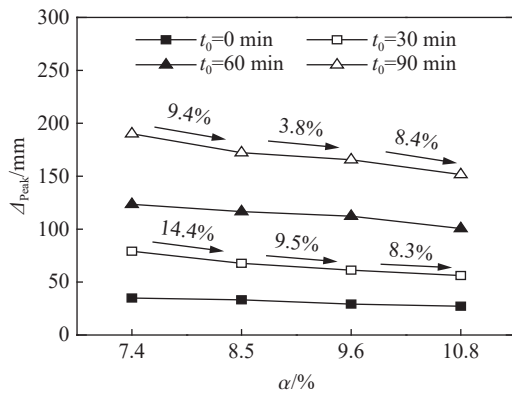 300
250
200
150
100
50
0
Δ_Peak/mm
t₀=0 min
t₀=30 min
t₀=60 min
t₀=90 min
9.4%
3.8%
8.4%
14.4%
9.5%
8.3%
7.4
8.5
9.6
10.8
α/%